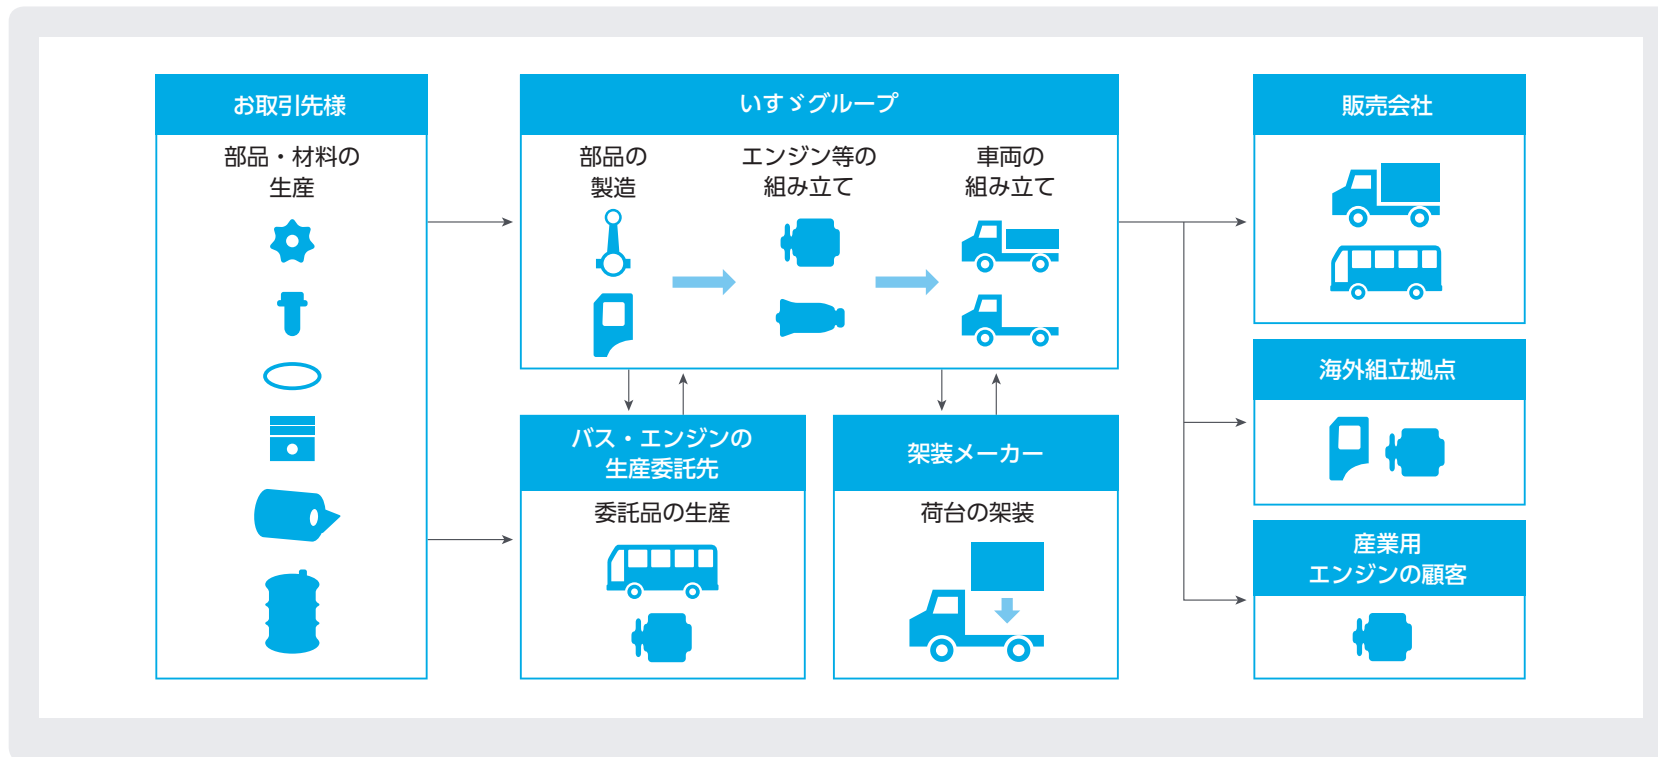 お取引先様
部品・材料の
生産
いすゞグループ
部品の
製造
エンジン等の
組み立て
車両の
組み立て
バス・エンジンの
生産委託先
委託品の生産
架装メーカー
荷台の架装
販売会社
海外組立拠点
産業用
エンジンの顧客